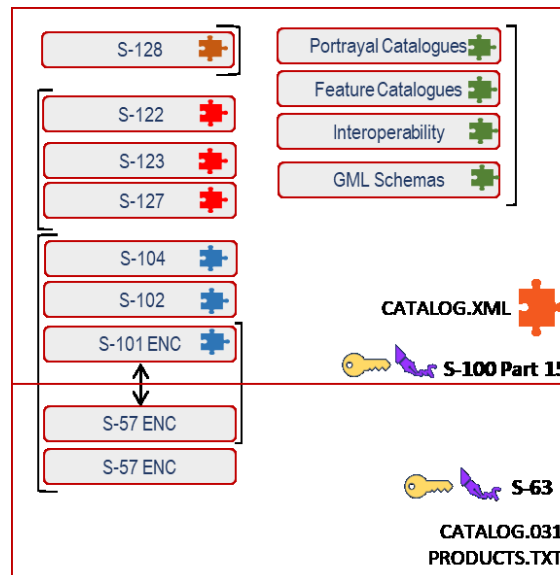 S-128
S-122
S-123
S-127
S-104
S-102
S-101 ENC
S-57 ENC
S-57 ENC
Portrayal Catalogues
Feature Catalogues
Interoperability
GML Schemas
CATALOG.XML
S-100 Part 15
S-63
CATALOG.031
PRODUCTS.TXT